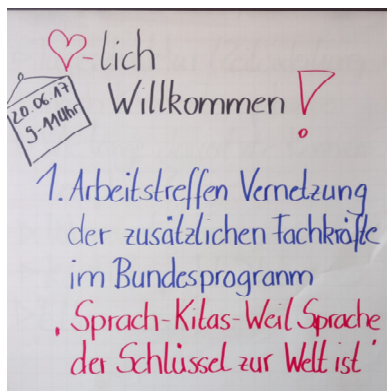 ♡-lich
Willkommen!
20.06.17
9-11Uhr
1. Arbeitstreffen Vernetzung
der zusätzlichen Fachkräfte
im Bundesprogramm
"Sprach-Kitas-Weil Sprache
der Schlüssel zur Welt ist"